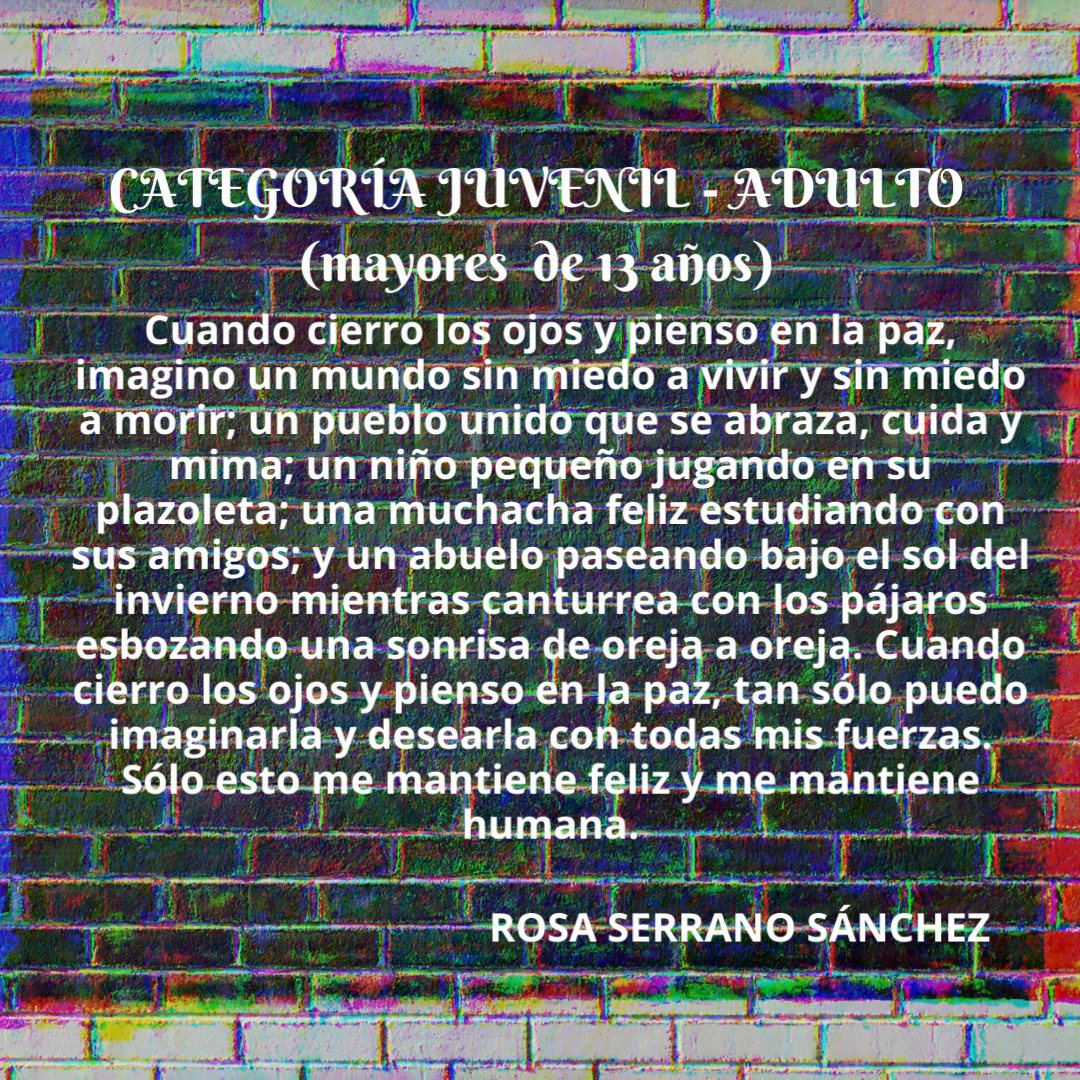 CATEGORÍA JUVENIL - ADULTO
(mayores de 13 años)
Cuando cierro los ojos y pienso en la paz,
imagino un mundo sin miedo a vivir y sin miedo
a morir; un pueblo unido que se abraza, cuida y
mima; un niño pequeño jugando en su
plazoleta; una muchacha feliz estudiando con
sus amigos; y un abuelo paseando bajo el sol del
invierno mientras canturrea con los pájaros
esbozando una sonrisa de oreja a oreja. Cuando
cierro los ojos y pienso en la paz, tan sólo puedo
imaginarla y desearla con todas mis fuerzas.
Sólo esto me mantiene feliz y me mantiene
humana.
ROSA SERRANO SÁNCHEZ